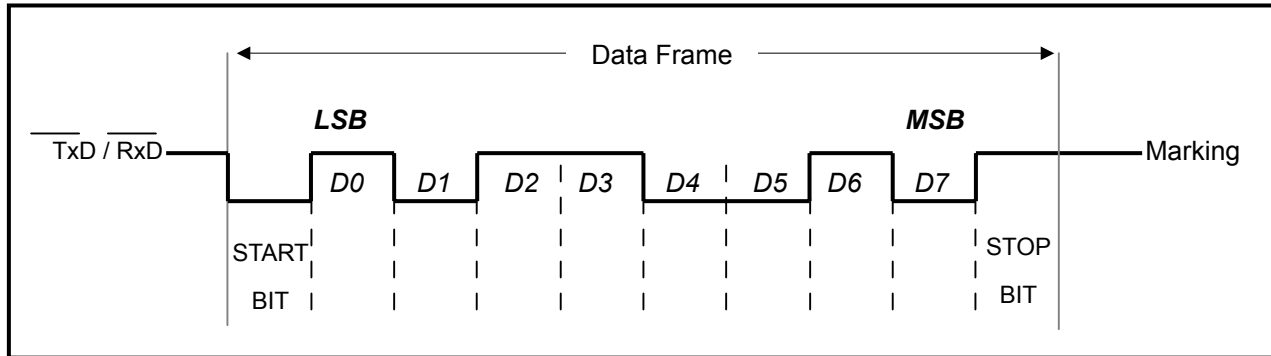 Data Frame
LSB MSB
TxD / RxD Marking
D0 D1 D2 D3 D4 D5 D6 D7
START STOP
BIT BIT